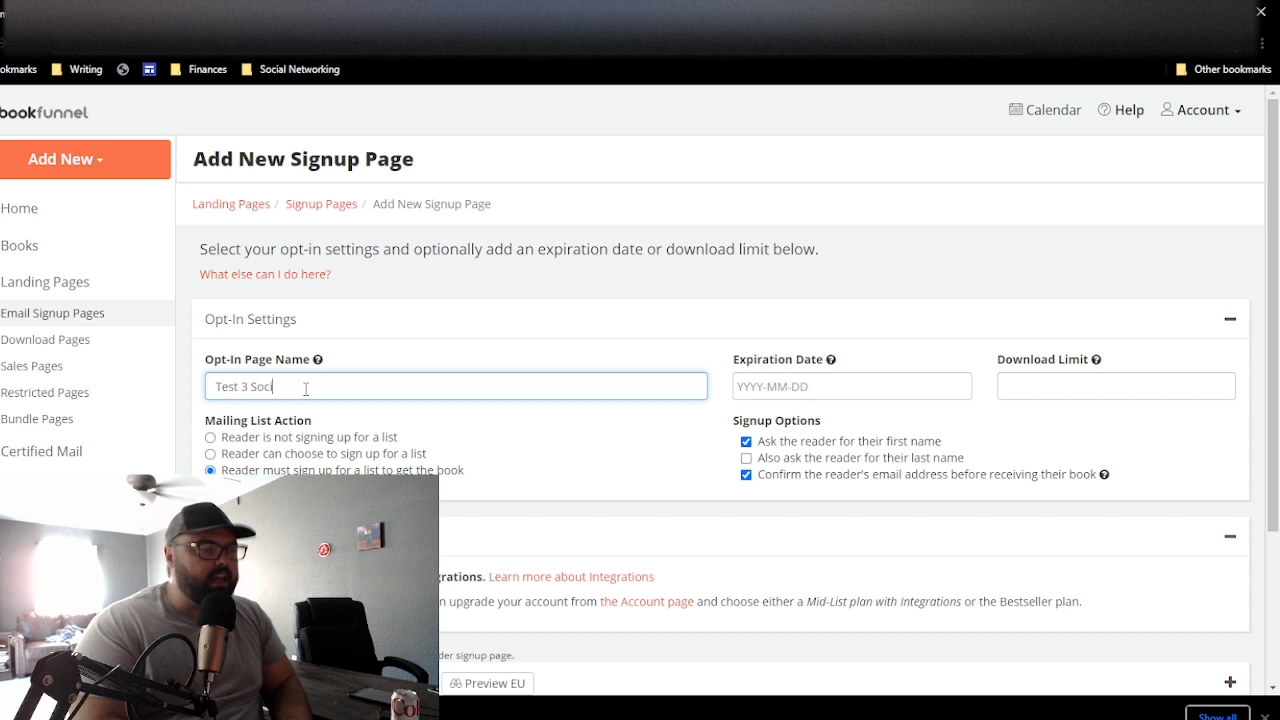 okmarks Writing Finances Social Networking Other bookmarks
bookfunnel Calendar Help Account
Add New
Add New Signup Page
Home
Landing Pages / Signup Pages / Add New Signup Page
Books
Select your opt-in settings and optionally add an expiration date or download limit below.
What else can I do here?
Landing Pages
Email Signup Pages
Opt-In Settings
Download Pages
Opt-In Page Name Expiration Date Download Limit
Sales Pages
Test 3 Soci YYYY-MM-DD
Restricted Pages
Bundle Pages
Mailing List Action Signup Options
Reader is not signing up for a list Ask the reader for their first name
Certified Mail
Reader can choose to sign up for a list Also ask the reader for their last name
Reader must sign up for a list to get the book Confirm the reader's email address before receiving their book
grations. Learn more about Integrations
n upgrade your account from the Account page and choose either a Mid-List plan with Integrations or the Bestseller plan.
der signup page.
Preview EU
Show all